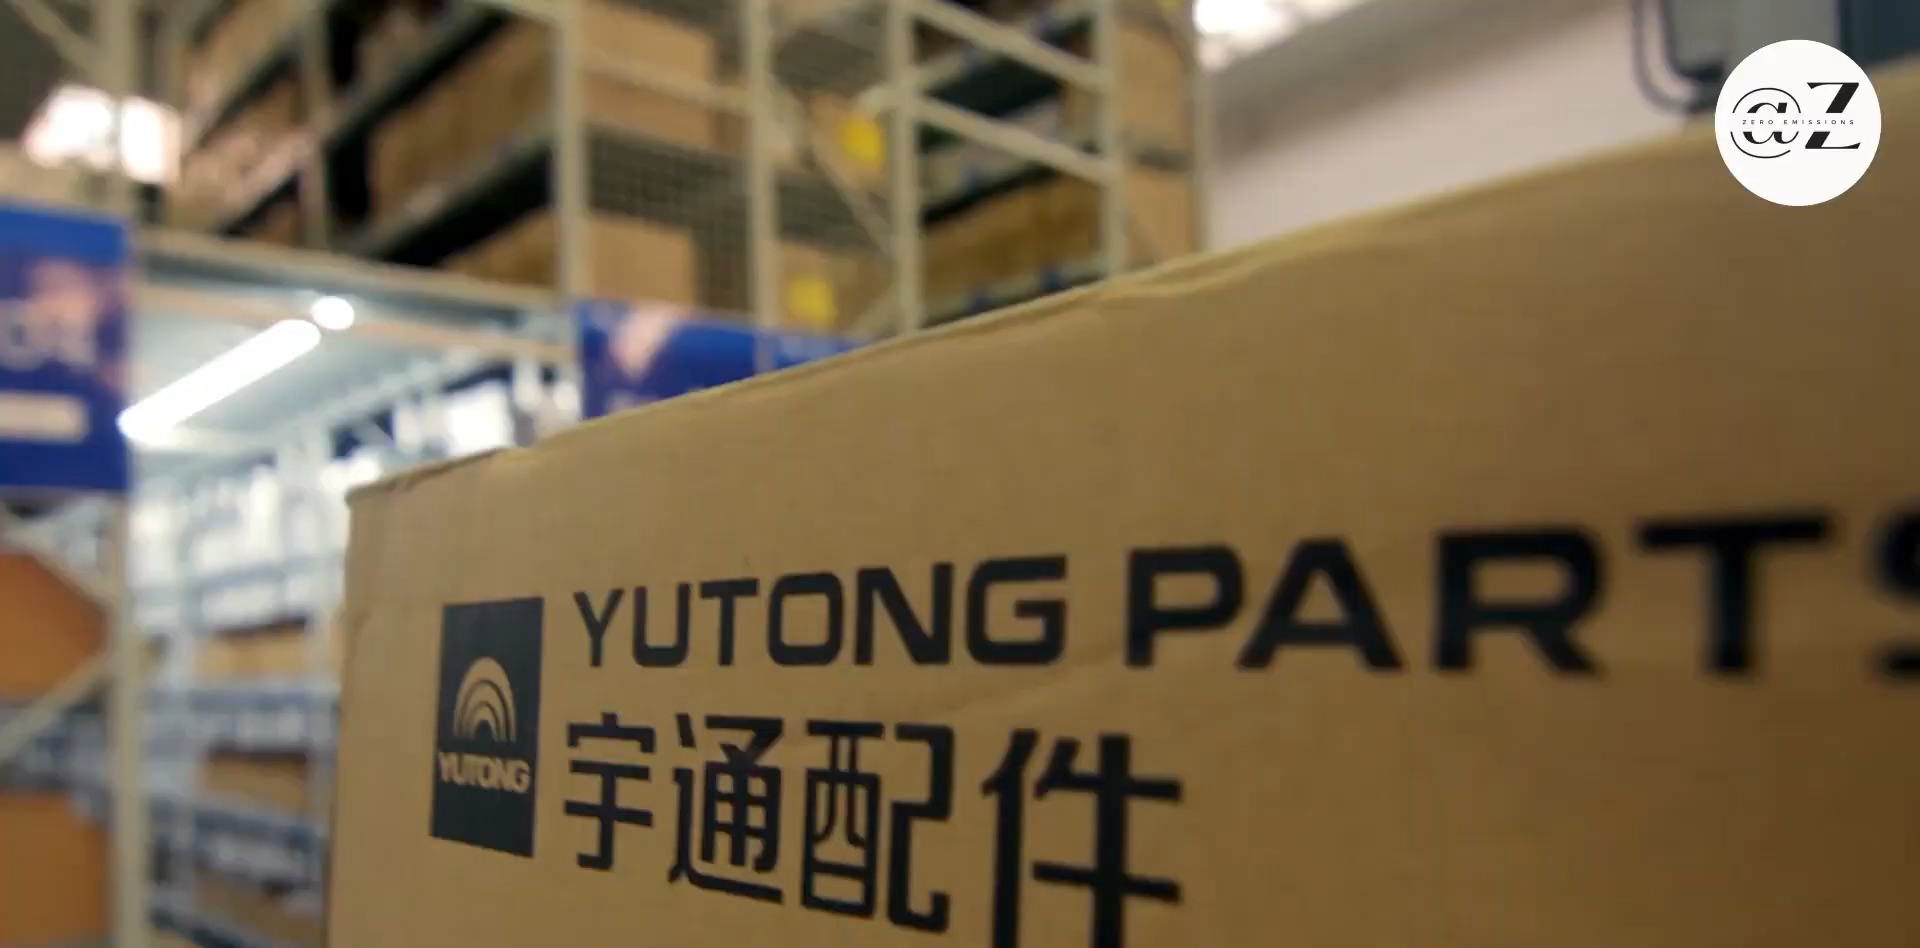 @Z
ZERO EMISSIONS
YUTONG PARTS
YUTONG
宇通配件